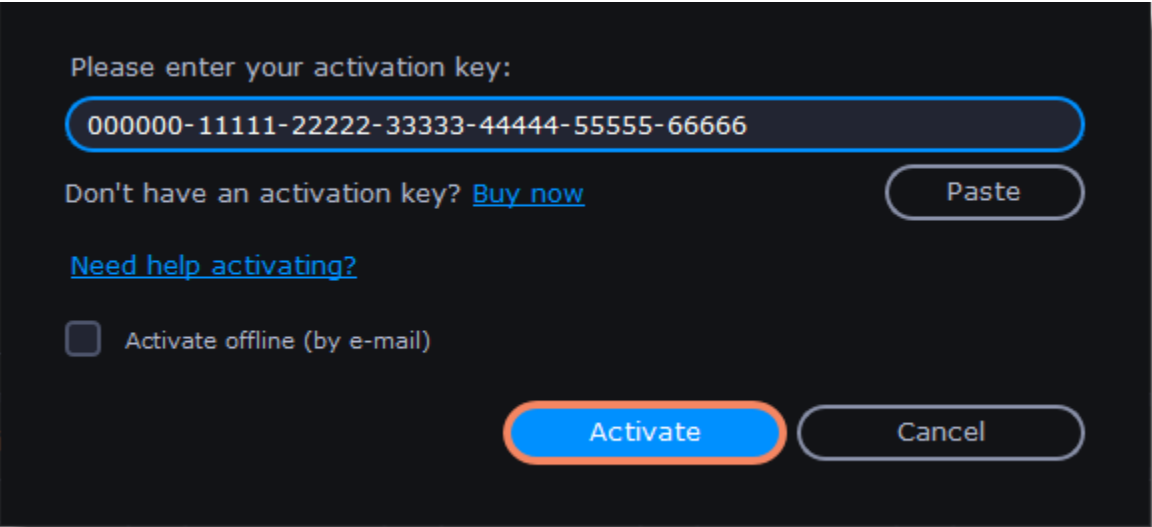 Please enter your activation key:
000000-11111-22222-33333-44444-55555-66666
Don't have an activation key? Buy now
Paste
Need help activating?
Activate offline (by e-mail)
Activate
Cancel